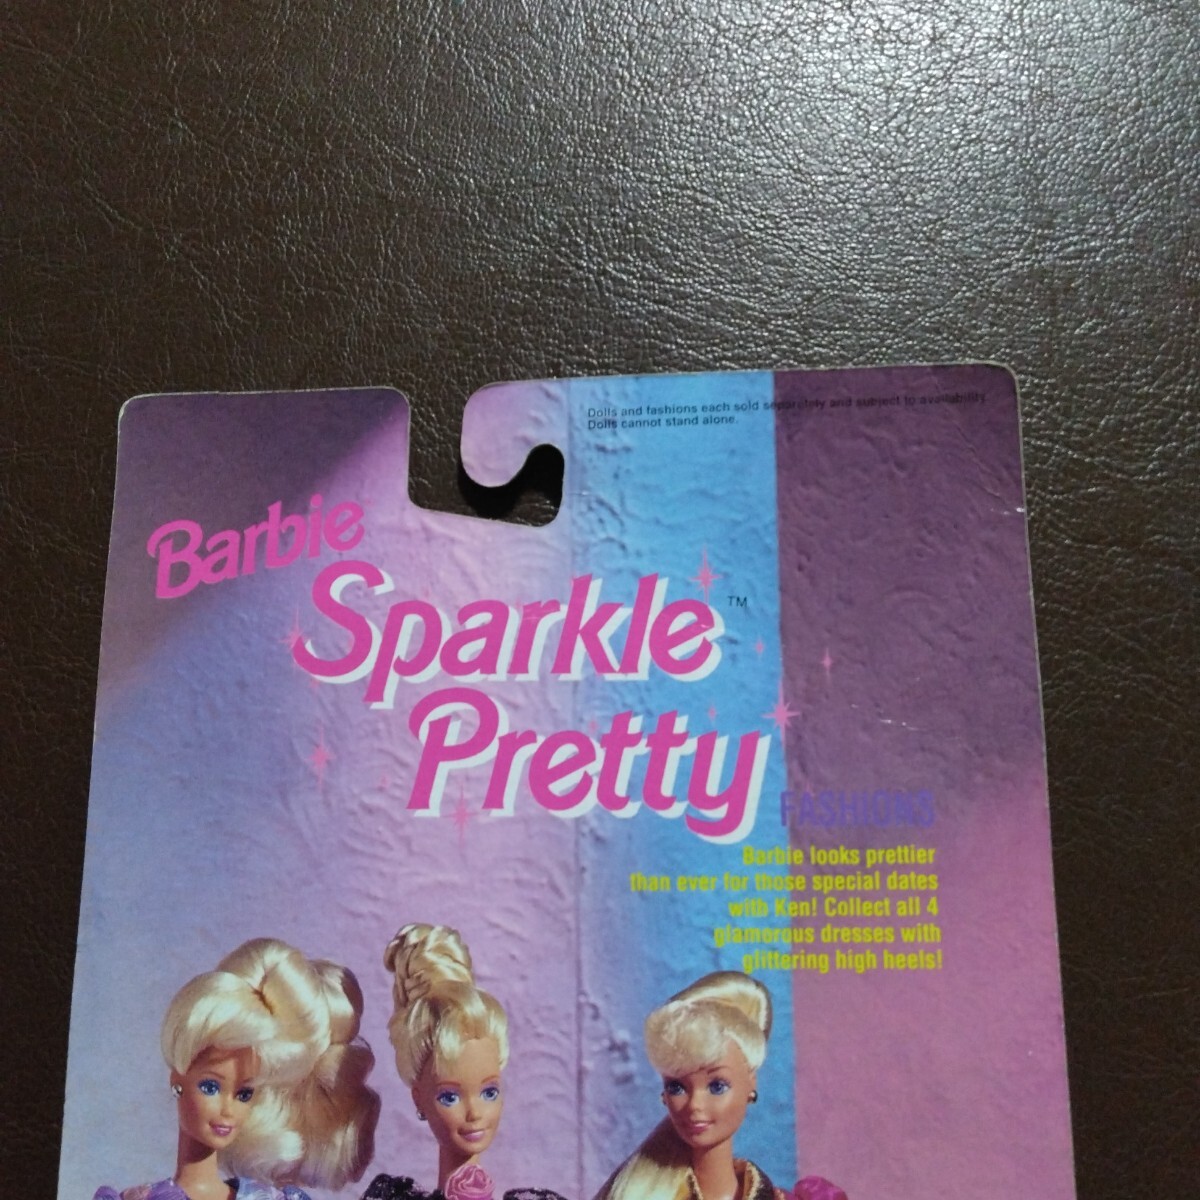 Dolls and fashions each sold separately and subject to availability.
Dolls cannot stand alone.
Barbie
Sparkle™
Pretty
FASHIONS
Barbie looks prettier
than ever for those special dates
with Ken! Collect all 4
glamorous dresses with
glittering high heels!